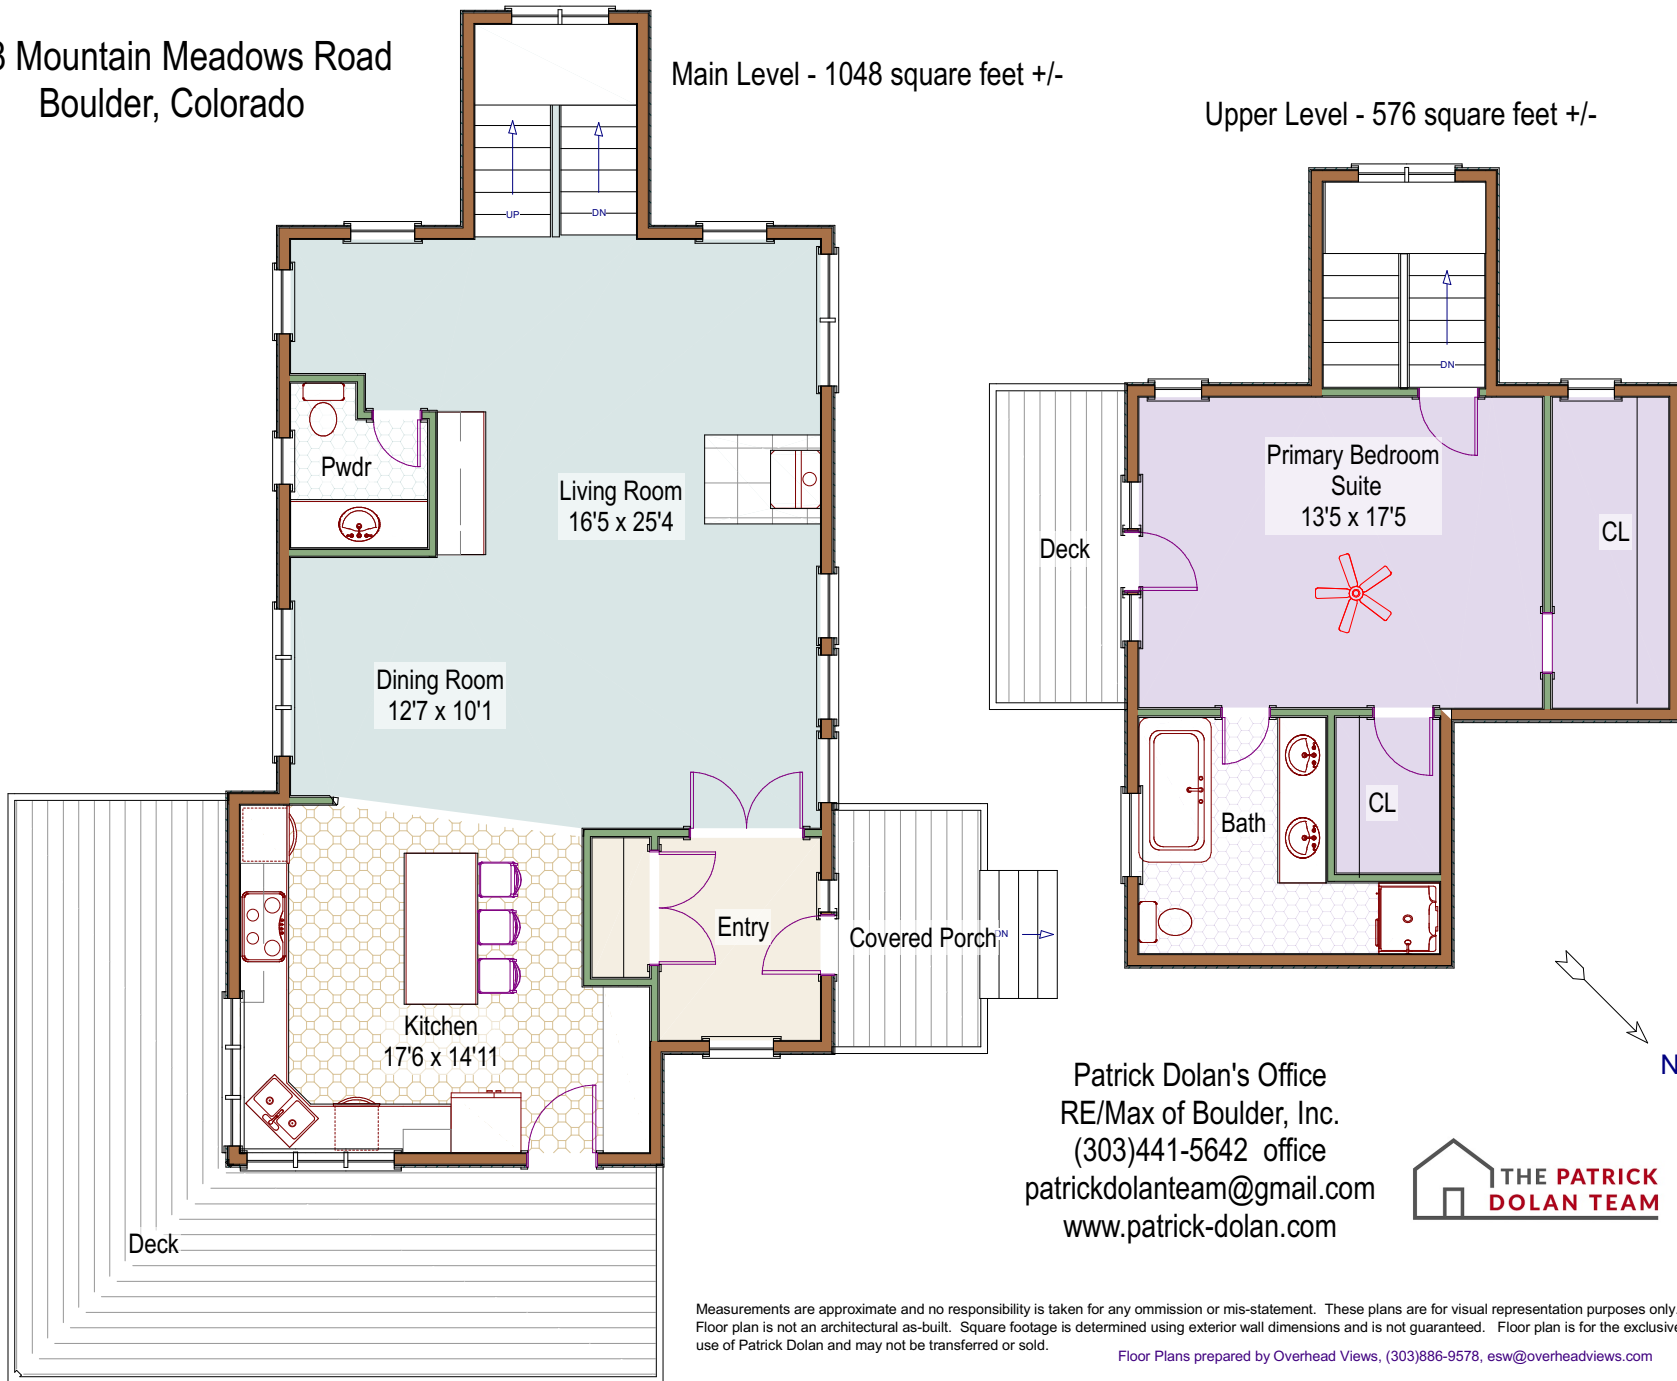 3 Mountain Meadows Road
Boulder, Colorado
Main Level - 1048 square feet +/-
Upper Level - 576 square feet +/-
UP
DN
DN
Pwdr
Living Room
16'5 x 25'4
Primary Bedroom
Suite
13'5 x 17'5
CL
Deck
Dining Room
12'7 x 10'1
Bath
CL
Entry
Covered Porch
DN
Kitchen
17'6 x 14'11
N
Deck
Patrick Dolan's Office
RE/Max of Boulder, Inc.
(303)441-5642 office
patrickdolanteam@gmail.com
www.patrick-dolan.com
THE PATRICK
DOLAN TEAM
Measurements are approximate and no responsibility is taken for any ommission or mis-statement. These plans are for visual representation purposes only.
Floor plan is not an architectural as-built. Square footage is determined using exterior wall dimensions and is not guaranteed. Floor plan is for the exclusive
use of Patrick Dolan and may not be transferred or sold.
Floor Plans prepared by Overhead Views, (303)886-9578, esw@overheadviews.com